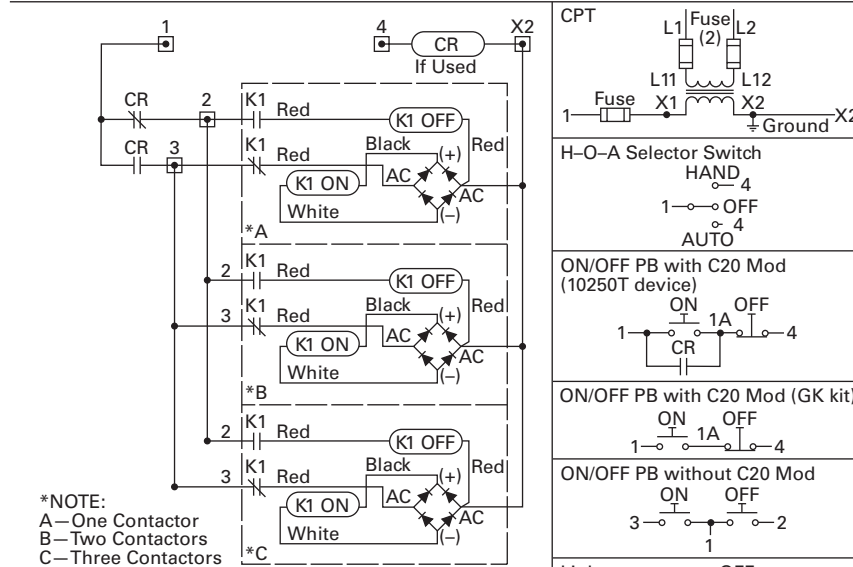 1
4
CR
X2
If Used
CR
2
K1
Red
K1 OFF
CR
3
K1
Red
Black
(+)
Red
K1 ON
AC
AC
White
(–)
*A
2
K1
Red
K1 OFF
3
K1
Red
Black
(+)
Red
K1 ON
AC
AC
White
(–)
*B
2
K1
Red
K1 OFF
3
K1
Red
Black
(+)
Red
K1 ON
AC
AC
White
(–)
*C
*NOTE:
A—One Contactor
B—Two Contactors
C—Three Contactors
CPT
L1 Fuse L2
(2)
L11 L12
1 Fuse X1 X2 X2
Ground
H–O–A Selector Switch
HAND
4
1 OFF
4
AUTO
ON/OFF PB with C20 Mod
(10250T device)
ON OFF
1 1A 4
CR
ON/OFF PB with C20 Mod (GK kit)
ON OFF
1 1A 4
ON/OFF PB without C20 Mod
ON OFF
3 2
1